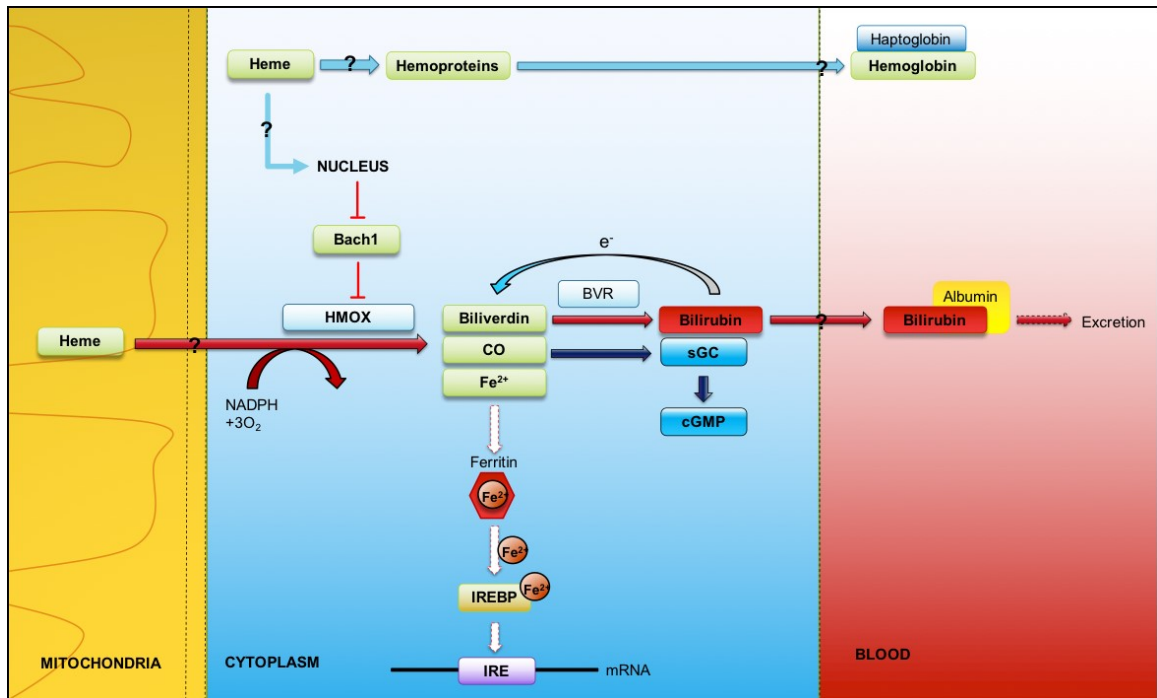 Haptoglobin
Heme
?
Hemoproteins
?
Hemoglobin
?
NUCLEUS
Bach1
e⁻
BVR
Albumin
HMOX
Biliverdin
Bilirubin
?
Bilirubin
Excretion
Heme
?
CO
sGC
Fe²⁺
NADPH
+3O₂
cGMP
Ferritin
Fe²⁺
Fe²⁺
IREBP
Fe²⁺
MITOCHONDRIA
CYTOPLASM
IRE
mRNA
BLOOD